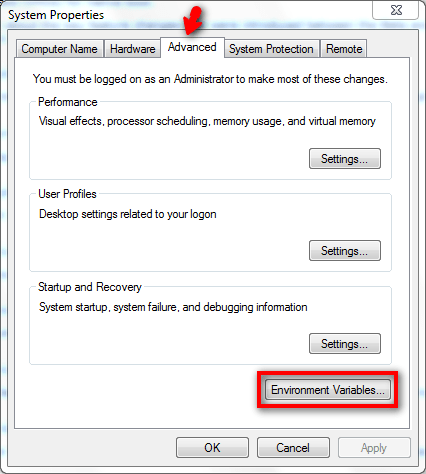 System Properties
Computer Name Hardware Advanced System Protection Remote
You must be logged on as an Administrator to make most of these changes.
Performance
Visual effects, processor scheduling, memory usage, and virtual memory
Settings...
User Profiles
Desktop settings related to your logon
Settings...
Startup and Recovery
System startup, system failure, and debugging information
Settings...
Environment Variables...
OK Cancel Apply